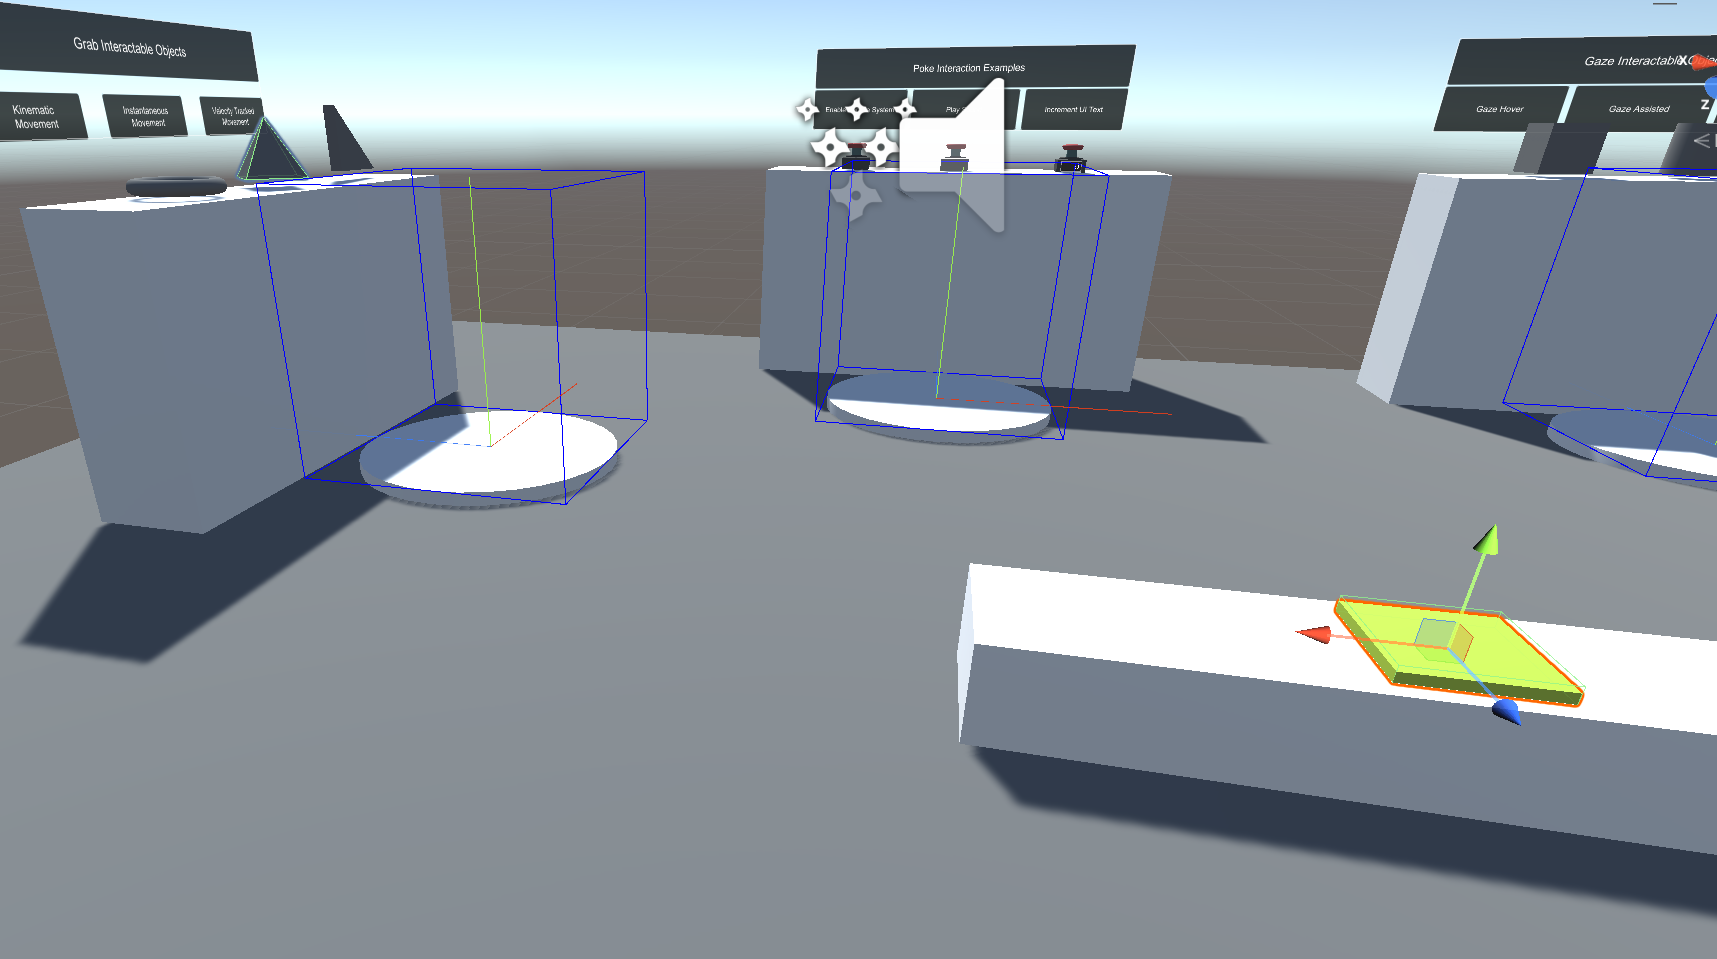 Grab Interactable Objects
Kinematic
Movement
Instantaneous
Movement
Velocity Tracked
Movement
Poke Interaction Examples
Play
Increment UI Text
Gaze Interactable
Gaze Hover
Gaze Assisted
X
Z